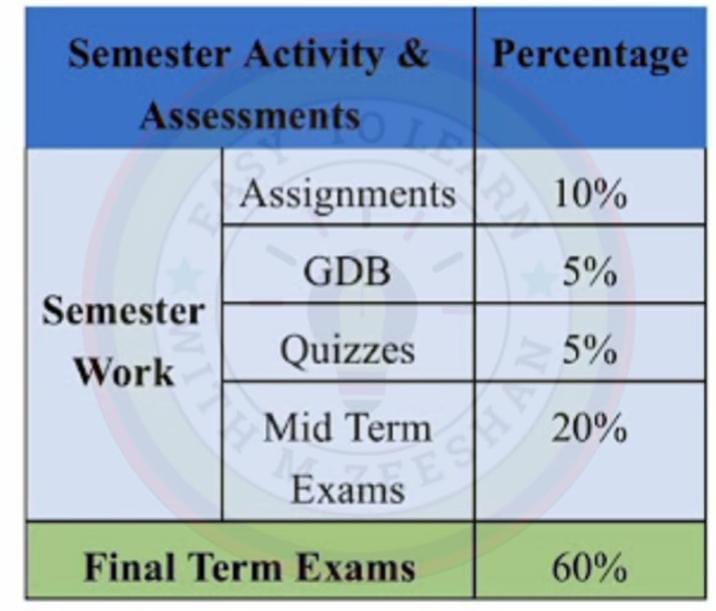 Semester Activity & Percentage
Assessments
Assignments 10%
GDB 5%
Semester
Quizzes 5%
Work
Mid Term 20%
Exams
Final Term Exams 60%
EASY TO LEARN
WITH M ZEESHAN